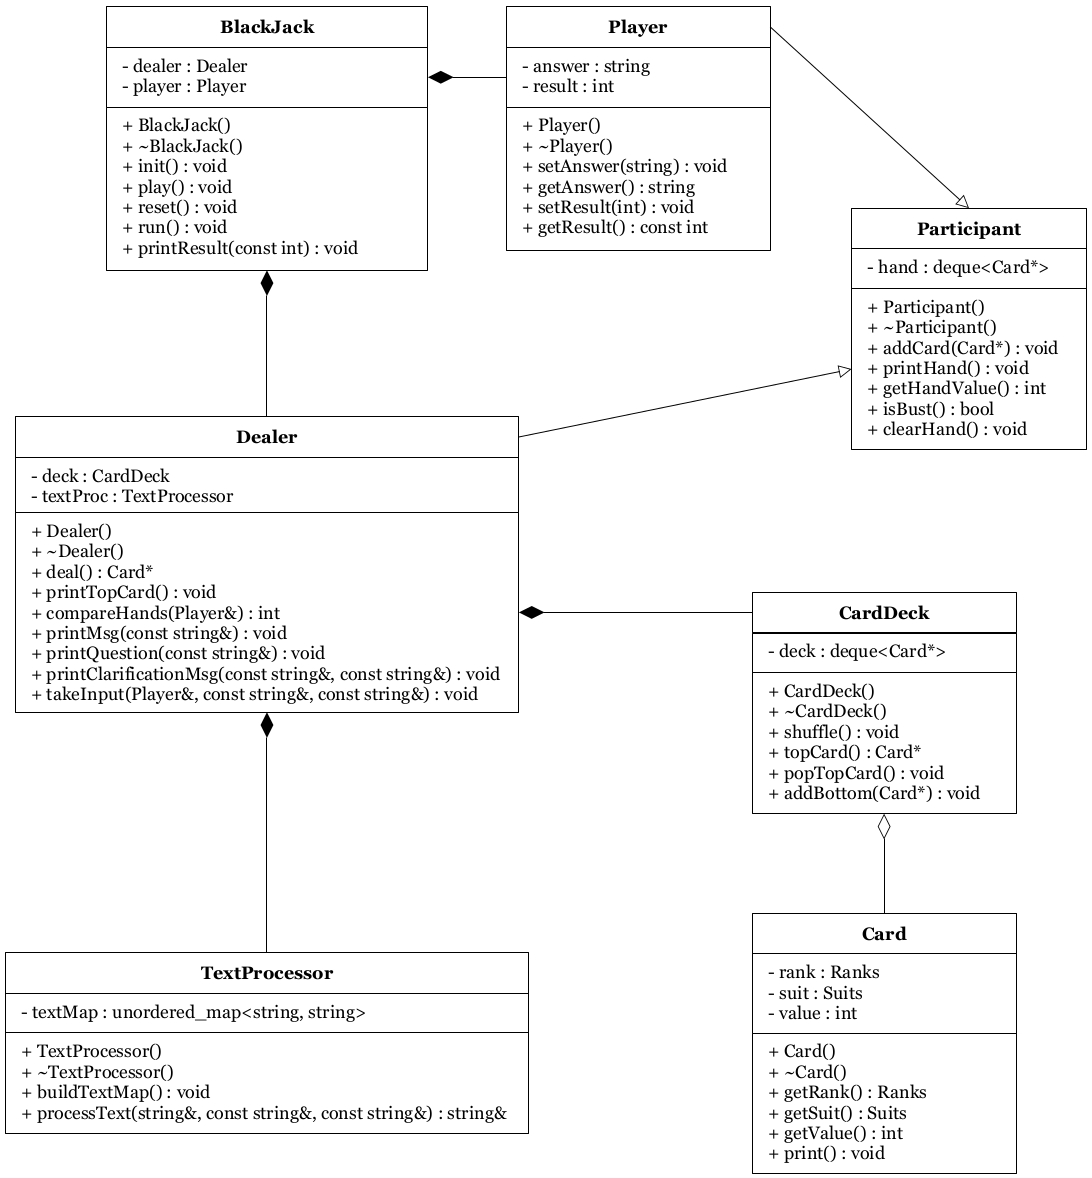 BlackJack
- dealer : Dealer
- player : Player
+ BlackJack()
+ ~BlackJack()
+ init() : void
+ play() : void
+ reset() : void
+ run() : void
+ printResult(const int) : void
Player
- answer : string
- result : int
+ Player()
+ ~Player()
+ setAnswer(string) : void
+ getAnswer() : string
+ setResult(int) : void
+ getResult() : const int
Participant
- hand : deque<Card*>
+ Participant()
+ ~Participant()
+ addCard(Card*) : void
+ printHand() : void
+ getHandValue() : int
+ isBust() : bool
+ clearHand() : void
Dealer
- deck : CardDeck
- textProc : TextProcessor
+ Dealer()
+ ~Dealer()
+ deal() : Card*
+ printTopCard() : void
+ compareHands(Player&) : int
+ printMsg(const string&) : void
+ printQuestion(const string&) : void
+ printClarificationMsg(const string&, const string&) : void
+ takeInput(Player&, const string&, const string&) : void
CardDeck
- deck : deque<Card*>
+ CardDeck()
+ ~CardDeck()
+ shuffle() : void
+ topCard() : Card*
+ popTopCard() : void
+ addBottom(Card*) : void
TextProcessor
- textMap : unordered_map<string, string>
+ TextProcessor()
+ ~TextProcessor()
+ buildTextMap() : void
+ processText(string&, const string&, const string&) : string&
Card
- rank : Ranks
- suit : Suits
- value : int
+ Card()
+ ~Card()
+ getRank() : Ranks
+ getSuit() : Suits
+ getValue() : int
+ print() : void